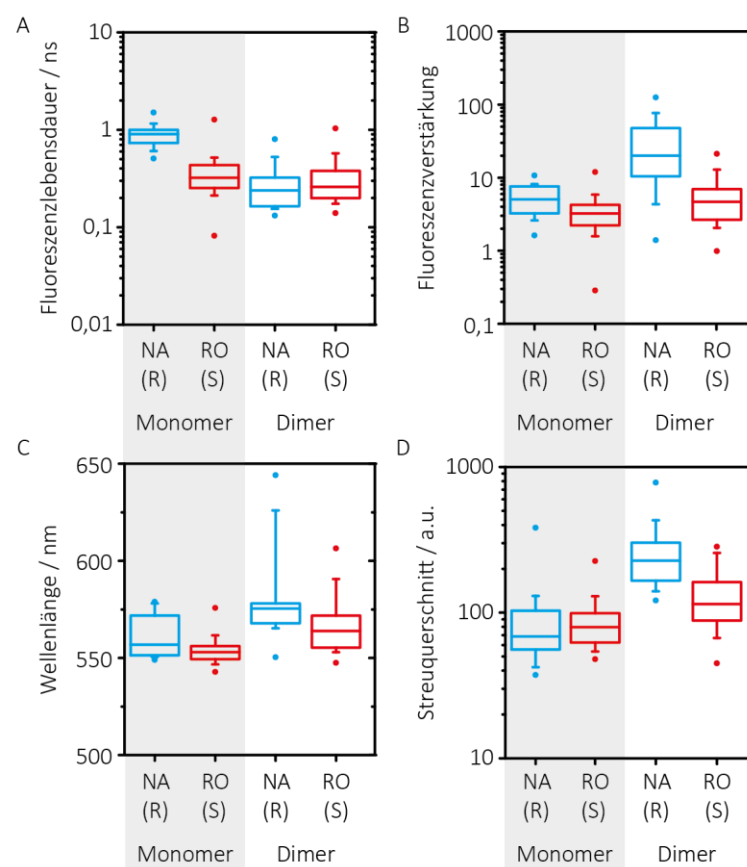 A
Fluoreszenzlebensdauer / ns
10
1
0,1
0,01
NA RO NA RO
(R) (S) (R) (S)
Monomer Dimer
B
Fluoreszenzverstärkung
1000
100
10
1
0,1
NA RO NA RO
(R) (S) (R) (S)
Monomer Dimer
C
Wellenlänge / nm
650
600
550
500
NA RO NA RO
(R) (S) (R) (S)
Monomer Dimer
D
Streuquerschnitt / a.u.
1000
100
10
NA RO NA RO
(R) (S) (R) (S)
Monomer Dimer